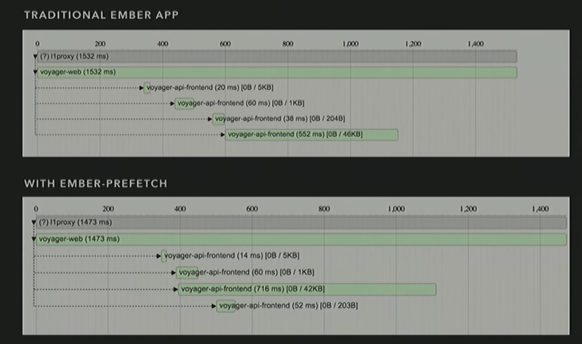 TRADITIONAL EMBER APP
0 200 400 600 800 1,000 1,200 1,400
(?) l1proxy (1532 ms)
voyager-web (1532 ms)
voyager-api-frontend (20 ms) [0B / 5KB]
voyager-api-frontend (60 ms) [0B / 1KB]
voyager-api-frontend (38 ms) [0B / 204B]
voyager-api-frontend (552 ms) [0B / 46KB]
WITH EMBER-PREFETCH
0 200 400 600 800 1,000 1,200 1,400
(?) l1proxy (1473 ms)
voyager-web (1473 ms)
voyager-api-frontend (14 ms) [0B / 5KB]
voyager-api-frontend (60 ms) [0B / 1KB]
voyager-api-frontend (716 ms) [0B / 42KB]
voyager-api-frontend (52 ms) [0B / 203B]